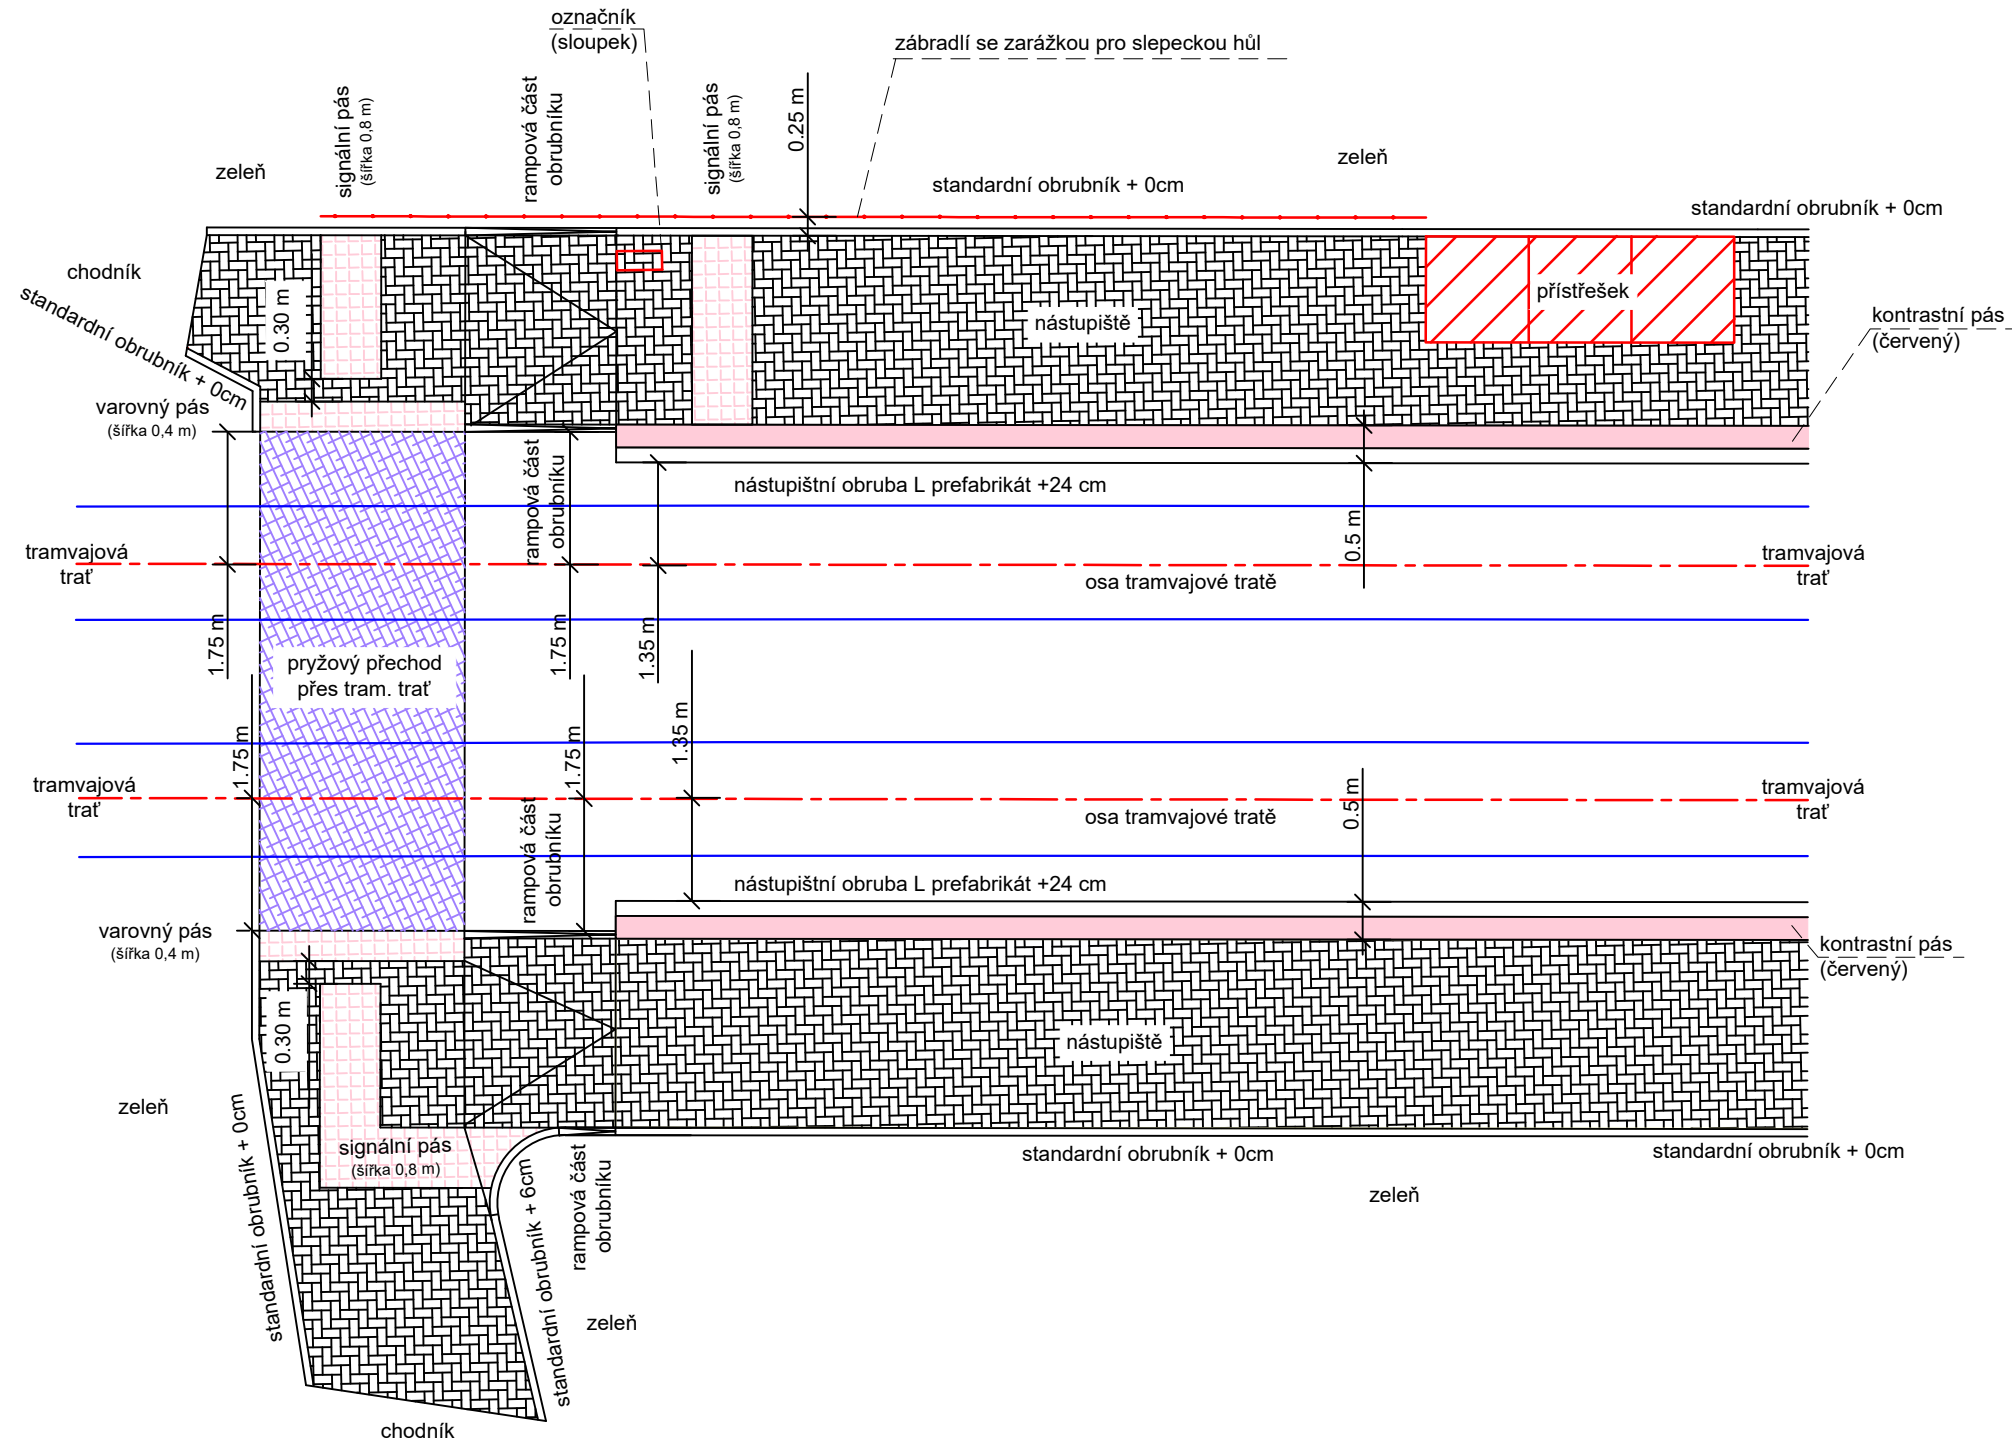 označník
(sloupek)
zábradlí se zarážkou pro slepeckou hůl
signální pás
(šířka 0,8 m)
rampová část
obrubníku
signální pás
(šířka 0,8 m)
0.25 m
zeleň
zeleň
standardní obrubník + 0cm
standardní obrubník + 0cm
chodník
standardní obrubník + 0cm
0.30 m
nástupiště
přístřešek
kontrastní pás
(červený)
varovný pás
(šířka 0,4 m)
rampová část
obrubníku
nástupištní obruba L prefabrikát +24 cm
0.5 m
tramvajová
trať
osa tramvajové tratě
tramvajová
trať
1.75 m
1.75 m
1.35 m
pryžový přechod
přes tram. trať
1.75 m
1.75 m
1.35 m
tramvajová
trať
0.5 m
osa tramvajové tratě
tramvajová
trať
rampová část
obrubníku
nástupištní obruba L prefabrikát +24 cm
varovný pás
(šířka 0,4 m)
kontrastní pás
(červený)
0.30 m
nástupiště
zeleň
standardní obrubník + 0cm
signální pás
(šířka 0,8 m)
standardní obrubník + 6cm
rampová část
obrubníku
standardní obrubník + 0cm
standardní obrubník + 0cm
zeleň
zeleň
chodník